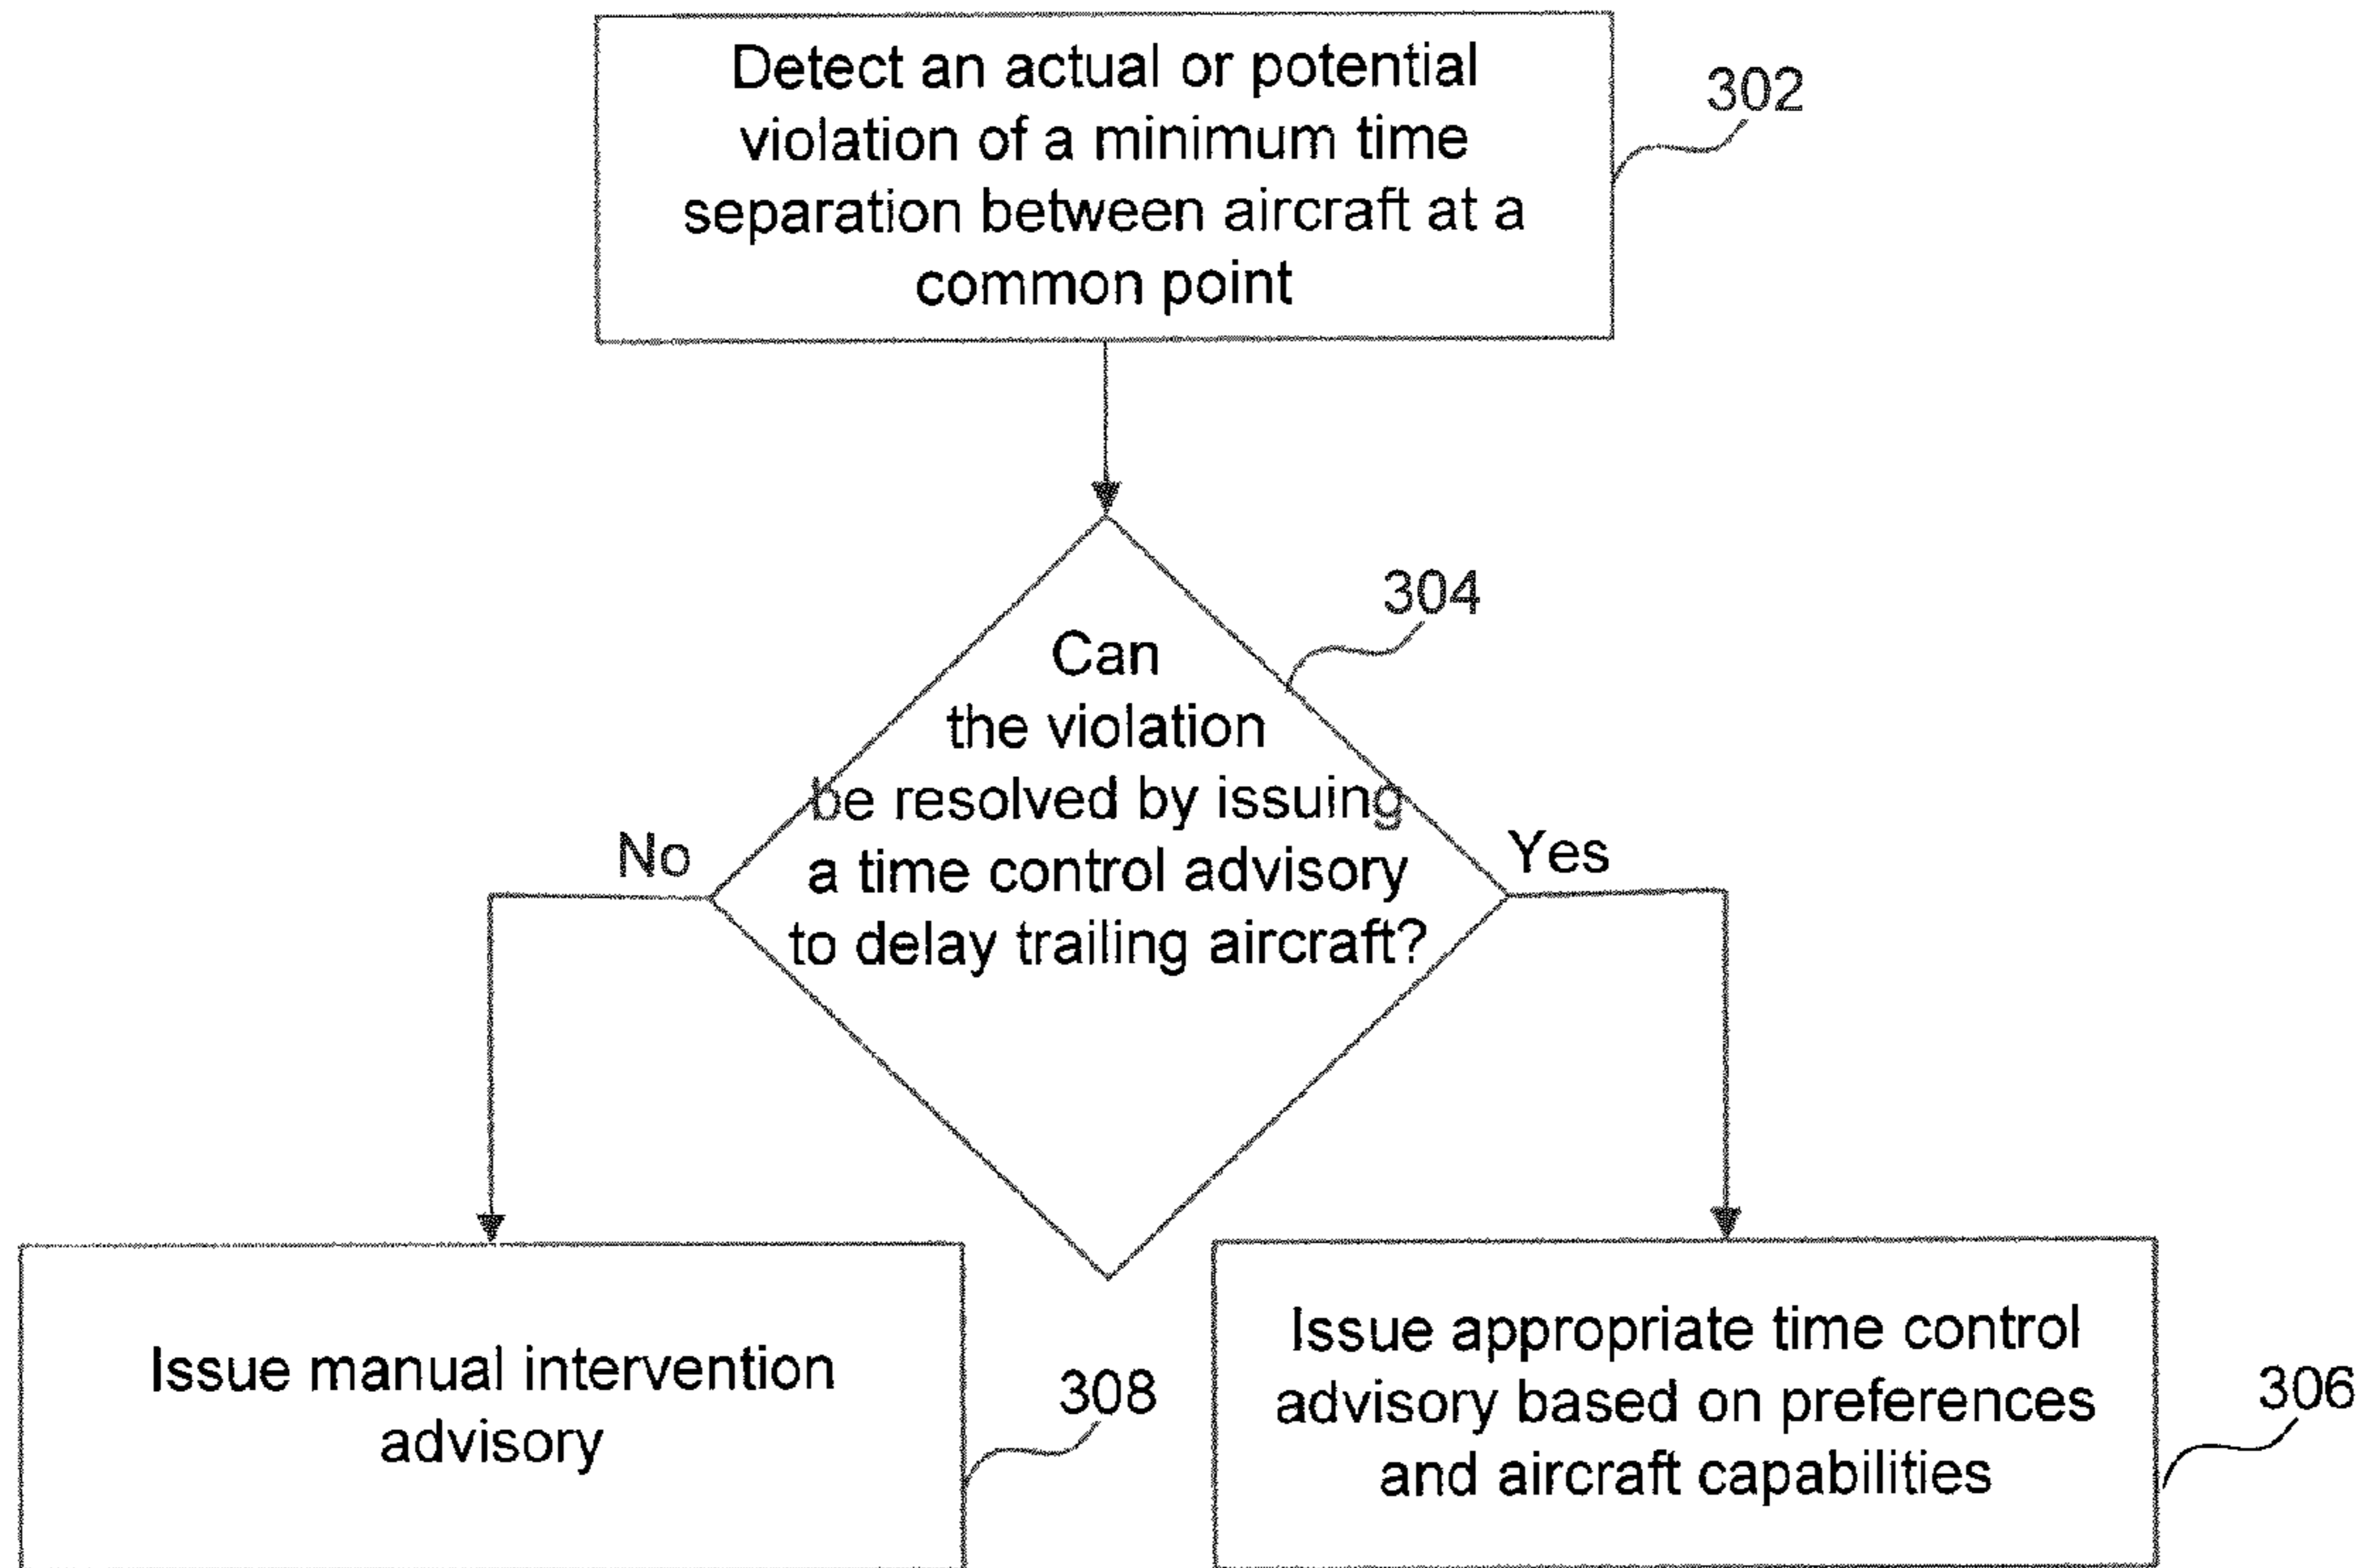 Detect an actual or potential
violation of a minimum time
separation between aircraft at a
common point
302
304
Can
the violation
be resolved by issuing
a time control advisory
to delay trailing aircraft?
No
Yes
Issue manual intervention
advisory
308
Issue appropriate time control
advisory based on preferences
and aircraft capabilities
306